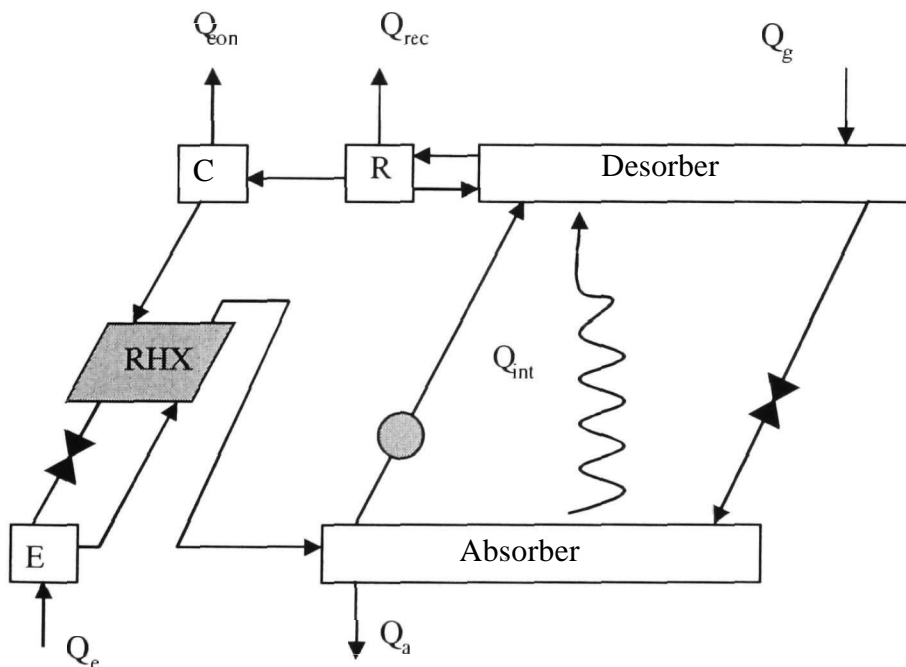 Qcon
Qrec
Qg
C
R
Desorber
RHX
Qint
E
Absorber
Qe
Qa